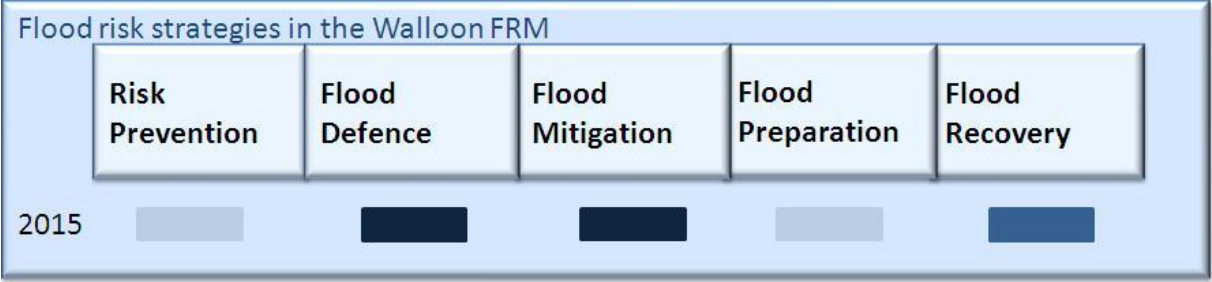 Flood risk strategies in the Walloon FRM
Risk
Prevention
Flood
Defence
Flood
Mitigation
Flood
Preparation
Flood
Recovery
2015